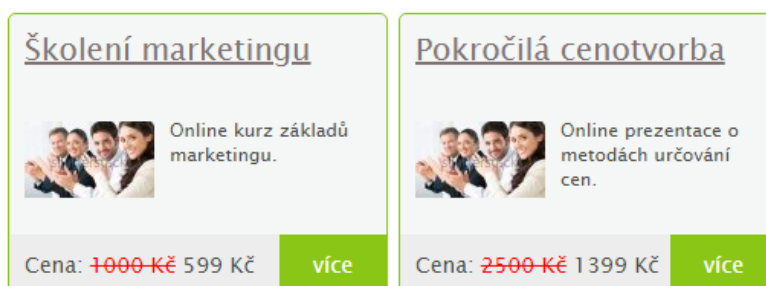 Školení marketingu
Online kurz základů
marketingu.
Cena: 1000 Kč 599 Kč
více
Pokročilá cenotvorba
Online prezentace o
metodách určování
cen.
Cena: 2500 Kč 1399 Kč
více